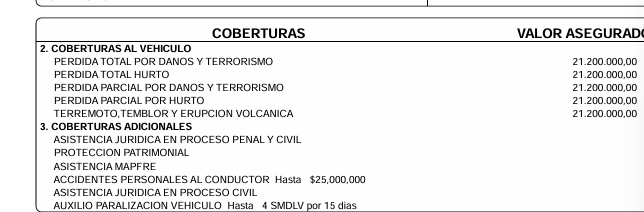 COBERTURAS VALOR ASEGURADO
2. COBERTURAS AL VEHICULO
PERDIDA TOTAL POR DANOS Y TERRORISMO 21.200.000,00
PERDIDA TOTAL HURTO 21.200.000,00
PERDIDA PARCIAL POR DANOS Y TERRORISMO 21.200.000,00
PERDIDA PARCIAL POR HURTO 21.200.000,00
TERREMOTO,TEMBLOR Y ERUPCION VOLCANICA 21.200.000,00
3. COBERTURAS ADICIONALES
ASISTENCIA JURIDICA EN PROCESO PENAL Y CIVIL
PROTECCION PATRIMONIAL
ASISTENCIA MAPFRE
ACCIDENTES PERSONALES AL CONDUCTOR Hasta $25,000,000
ASISTENCIA JURIDICA EN PROCESO CIVIL
AUXILIO PARALIZACION VEHICULO Hasta 4 SMDLV por 15 dias